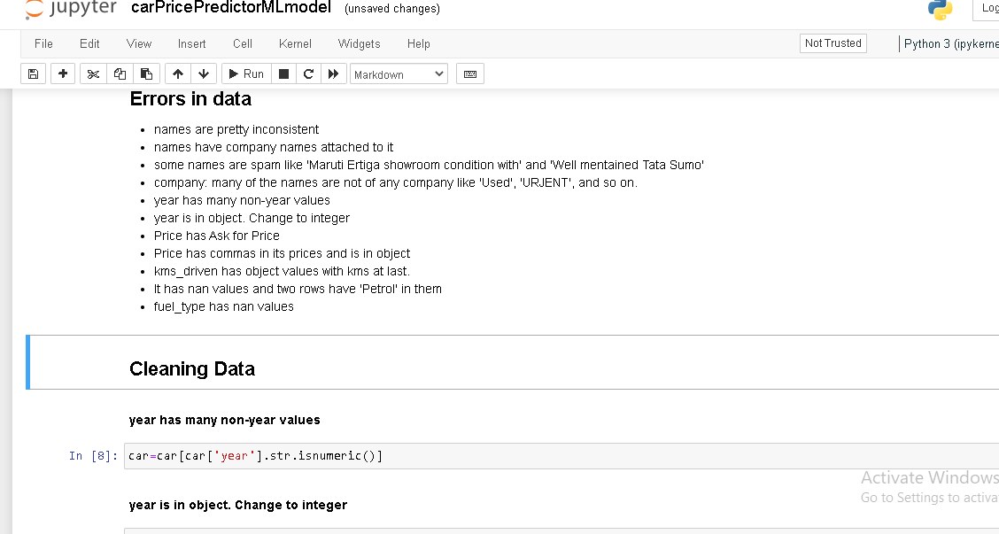 jupyter carPricePredictorMLmodel (unsaved changes)
File Edit View Insert Cell Kernel Widgets Help Not Trusted Python 3 (ipykerne
Run Markdown
Errors in data
• names are pretty inconsistent
• names have company names attached to it
• some names are spam like 'Maruti Ertiga showroom condition with' and 'Well mentained Tata Sumo'
• company: many of the names are not of any company like 'Used', 'URJENT', and so on.
• year has many non-year values
• year is in object. Change to integer
• Price has Ask for Price
• Price has commas in its prices and is in object
• kms_driven has object values with kms at last.
• It has nan values and two rows have 'Petrol' in them
• fuel_type has nan values
Cleaning Data
year has many non-year values
In [8]: car=car[car['year'].str.isnumeric()]
Activate Windows
Go to Settings to activa
year is in object. Change to integer